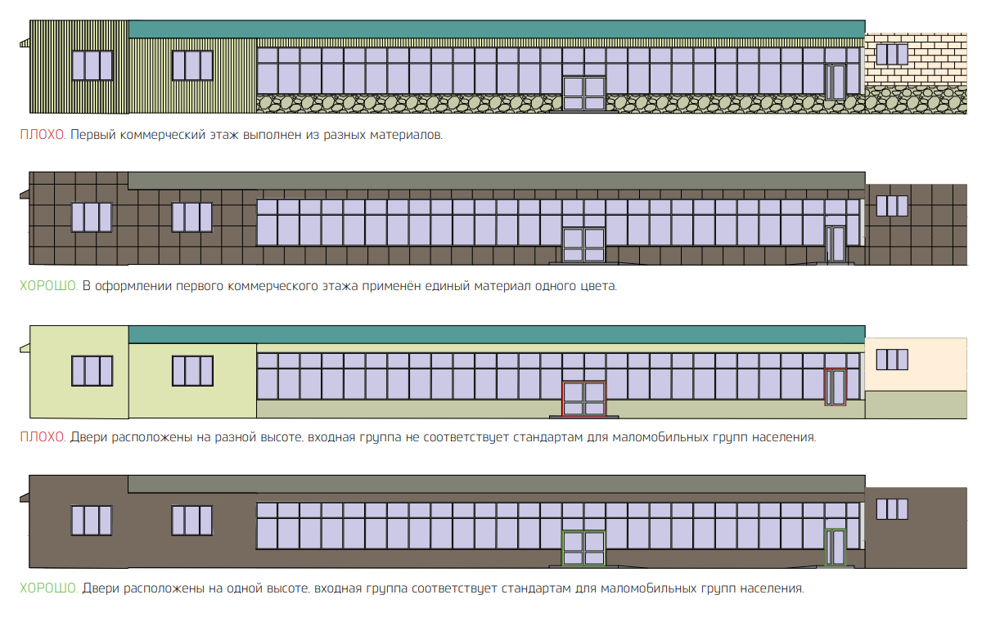 ПЛОХО. Первый коммерческий этаж выполнен из разных материалов.
ХОРОШО. В оформлении первого коммерческого этажа применён единый материал одного цвета.
ПЛОХО. Двери расположены на разной высоте, входная группа не соответствует стандартам для маломобильных групп населения.
ХОРОШО. Двери расположены на одной высоте, входная группа соответствует стандартам для маломобильных групп населения.